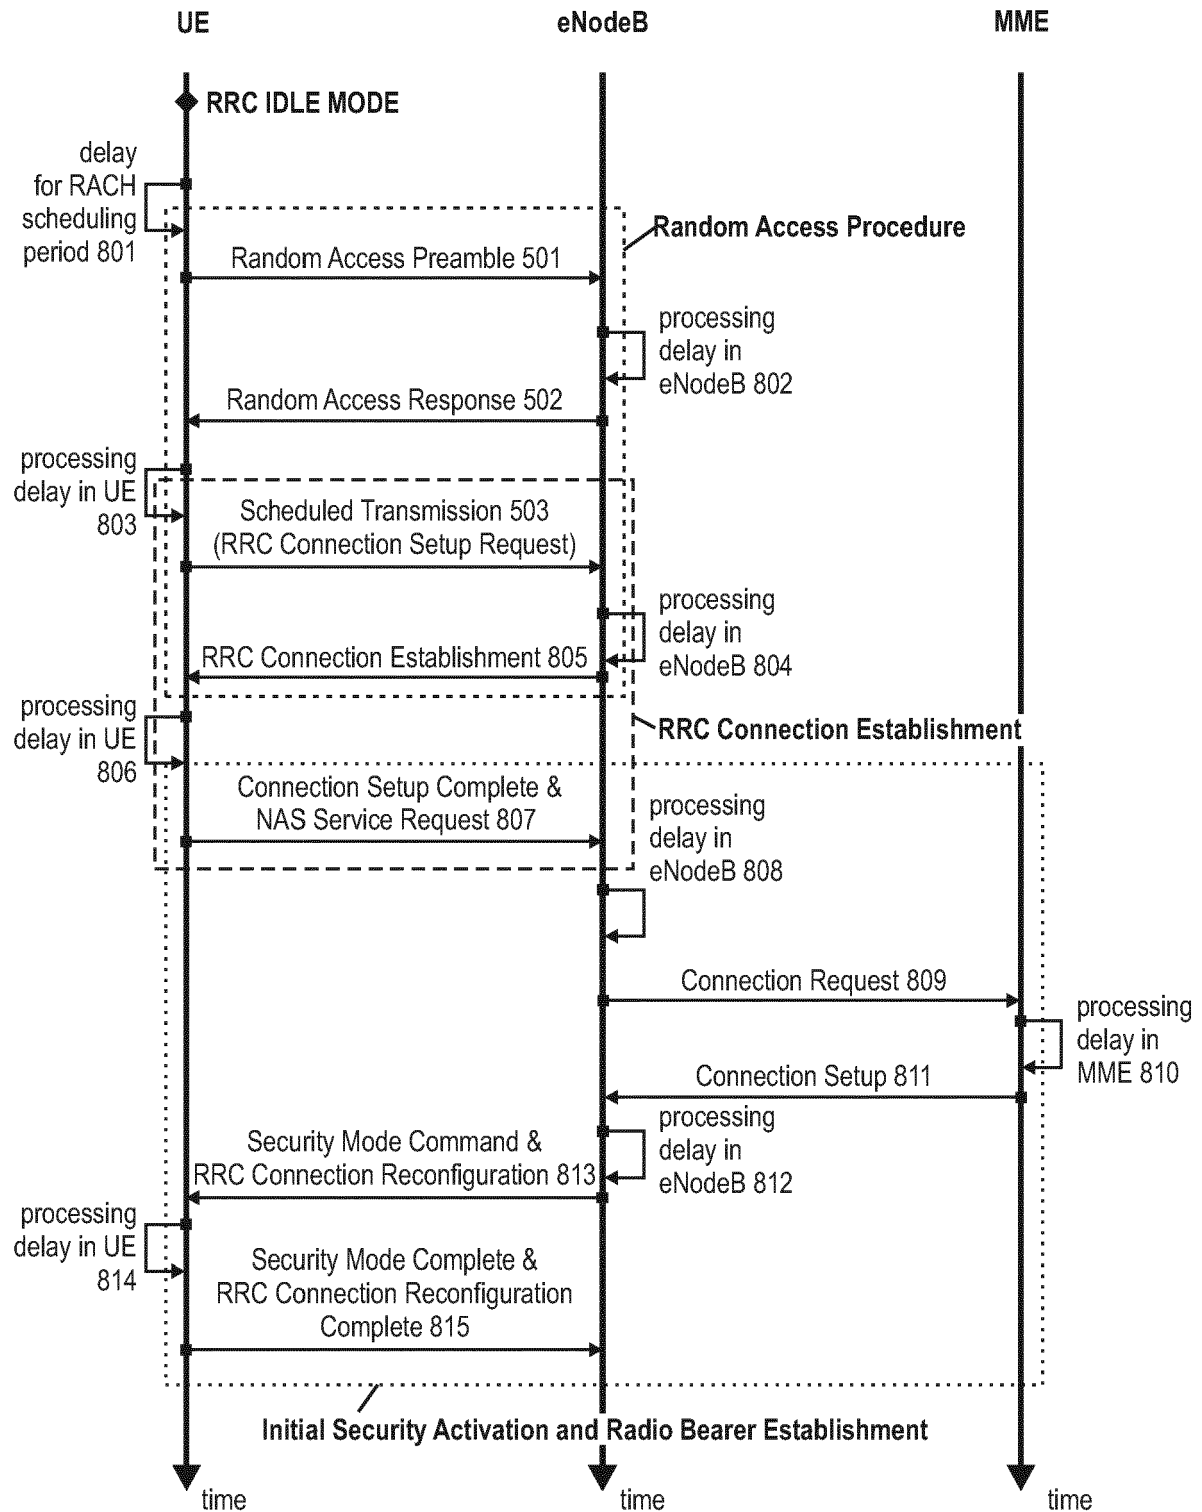 UE
eNodeB
MME
RRC IDLE MODE
delay
for RACH
scheduling
period 801
Random Access Procedure
Random Access Preamble 501
processing
delay in
eNodeB 802
Random Access Response 502
processing
delay in UE
803
Scheduled Transmission 503
(RRC Connection Setup Request)
processing
delay in
eNodeB 804
RRC Connection Establishment 805
processing
delay in UE
806
RRC Connection Establishment
Connection Setup Complete &
NAS Service Request 807
processing
delay in
eNodeB 808
Connection Request 809
processing
delay in
MME 810
Connection Setup 811
processing
delay in
eNodeB 812
Security Mode Command &
RRC Connection Reconfiguration 813
processing
delay in UE
814
Security Mode Complete &
RRC Connection Reconfiguration
Complete 815
Initial Security Activation and Radio Bearer Establishment
time
time
time